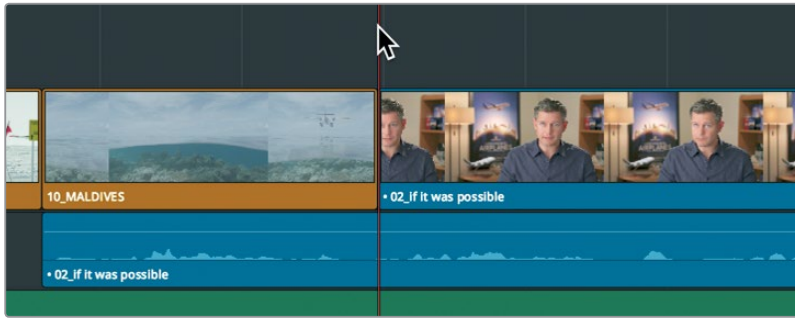 10_MALDIVES
• 02_if it was possible
• 02_if it was possible